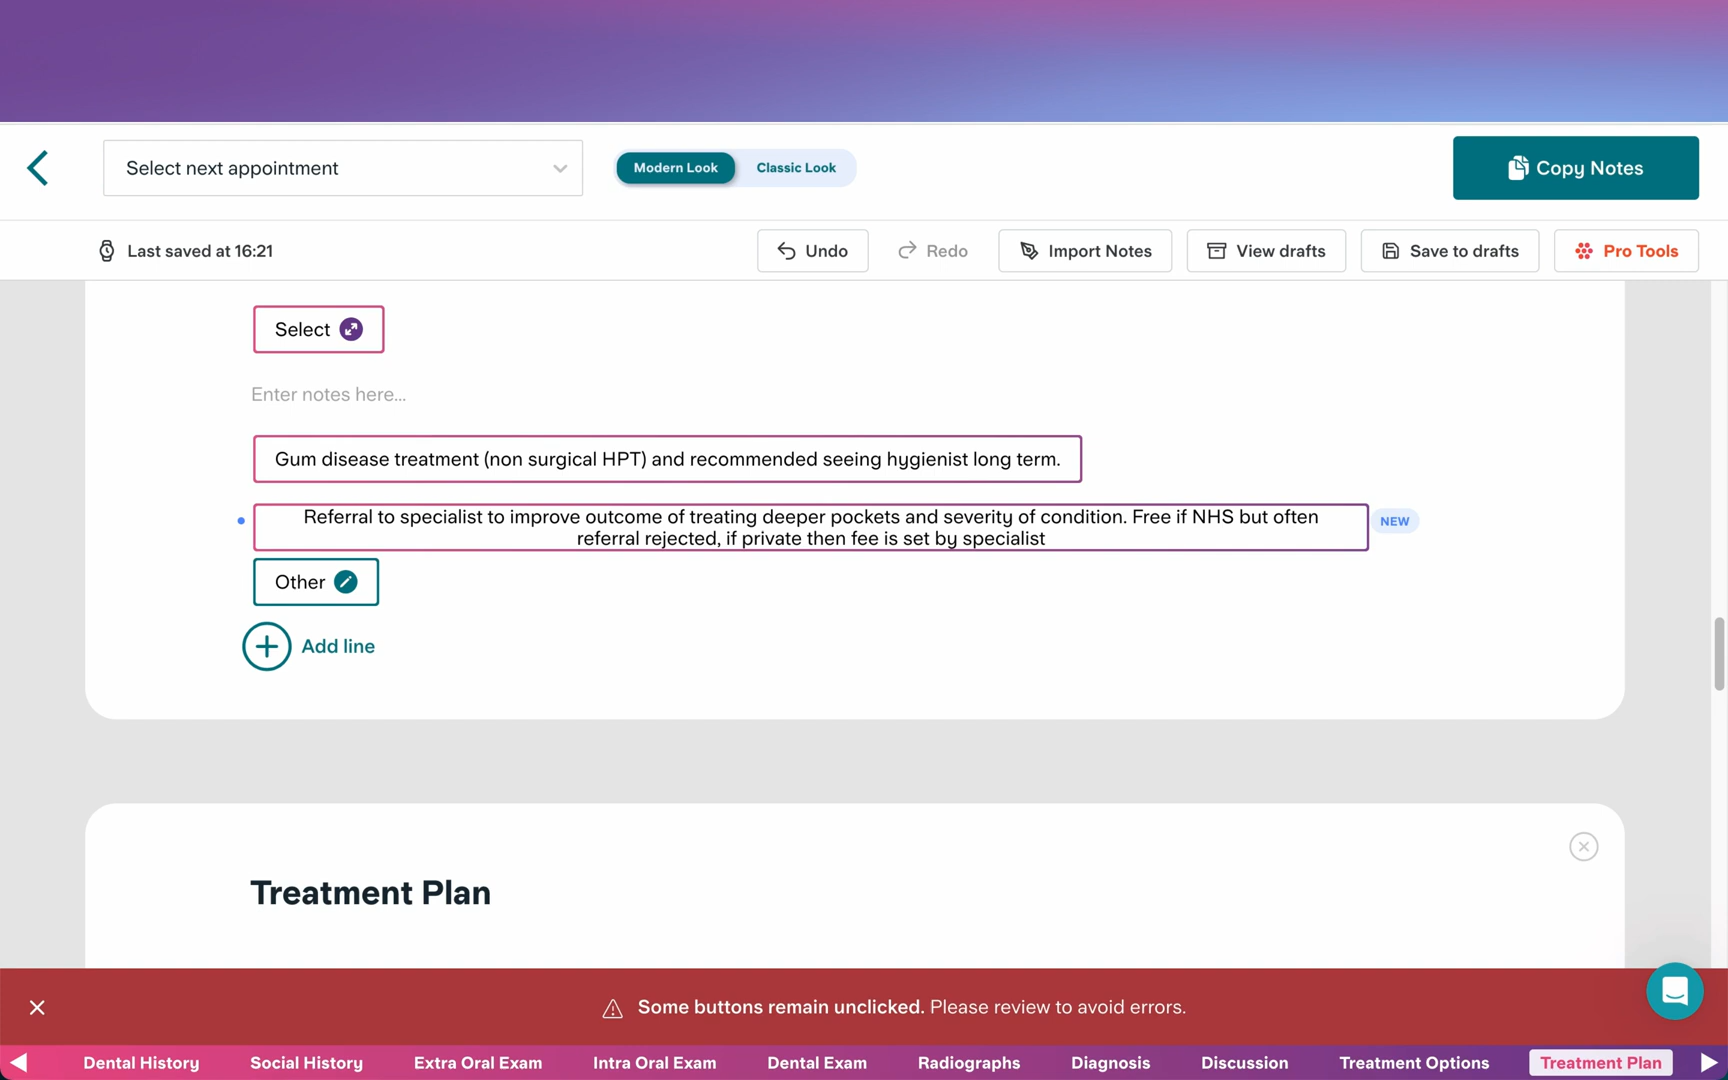 Select next appointment
Modern Look
Classic Look
Copy Notes
Last saved at 16:21
Undo
Redo
Import Notes
View drafts
Save to drafts
Pro Tools
Select
Enter notes here...
Gum disease treatment (non surgical HPT) and recommended seeing hygienist long term.
Referral to specialist to improve outcome of treating deeper pockets and severity of condition. Free if NHS but often
referral rejected, if private then fee is set by specialist
NEW
Other
Add line
Treatment Plan
Some buttons remain unclicked. Please review to avoid errors.
Dental History
Social History
Extra Oral Exam
Intra Oral Exam
Dental Exam
Radiographs
Diagnosis
Discussion
Treatment Options
Treatment Plan